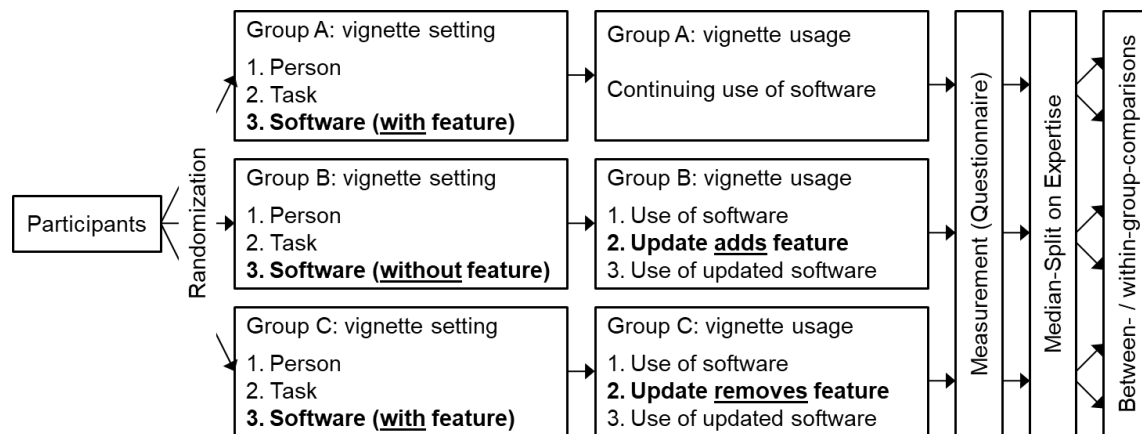 Participants
Randomization
Group A: vignette setting
1. Person
2. Task
3. Software (with feature)
Group A: vignette usage
Continuing use of software
Group B: vignette setting
1. Person
2. Task
3. Software (without feature)
Group B: vignette usage
1. Use of software
2. Update adds feature
3. Use of updated software
Group C: vignette setting
1. Person
2. Task
3. Software (with feature)
Group C: vignette usage
1. Use of software
2. Update removes feature
3. Use of updated software
Measurement (Questionnaire)
Median-Split on Expertise
Between- / within-group-comparisons